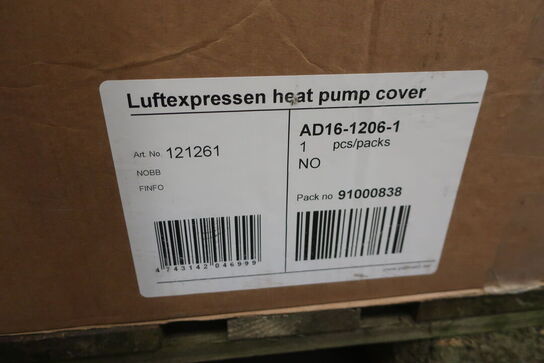 Luftexpressen heat pump cover
Art. No. 121261
NOBB
FINFO
4743142046999
AD16-1206-1
1 pcs/packs
NO
Pack no 91000838